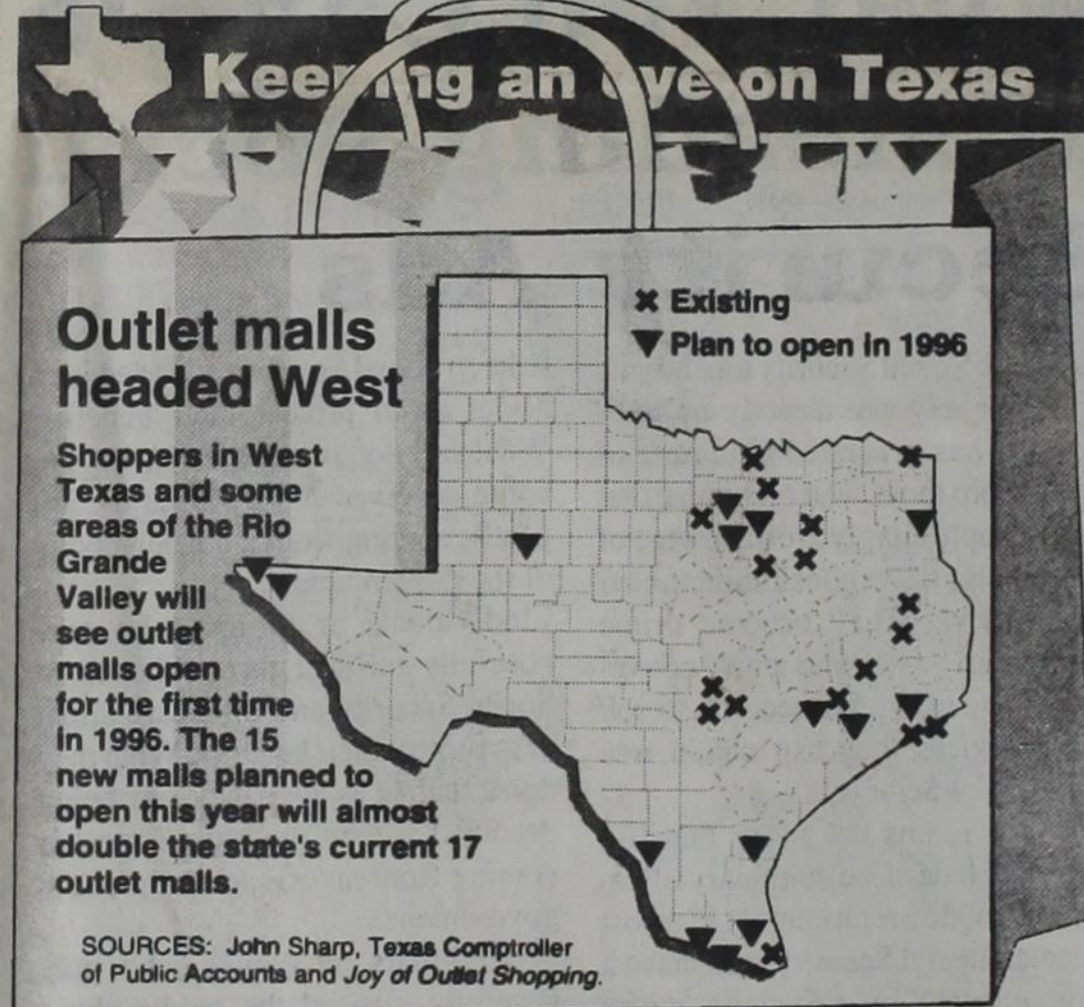 Keeping an eye on Texas
Outlet malls
headed West
Shoppers in West
Texas and some
areas of the Rio
Grande
Valley will
see outlet
malls open
for the first time
in 1996. The 15
new malls planned to
open this year will almost
double the state's current 17
outlet malls.
Existing
Plan to open in 1996
SOURCES: John Sharp, Texas Comptroller
of Public Accounts and Joy of Outlet Shopping.